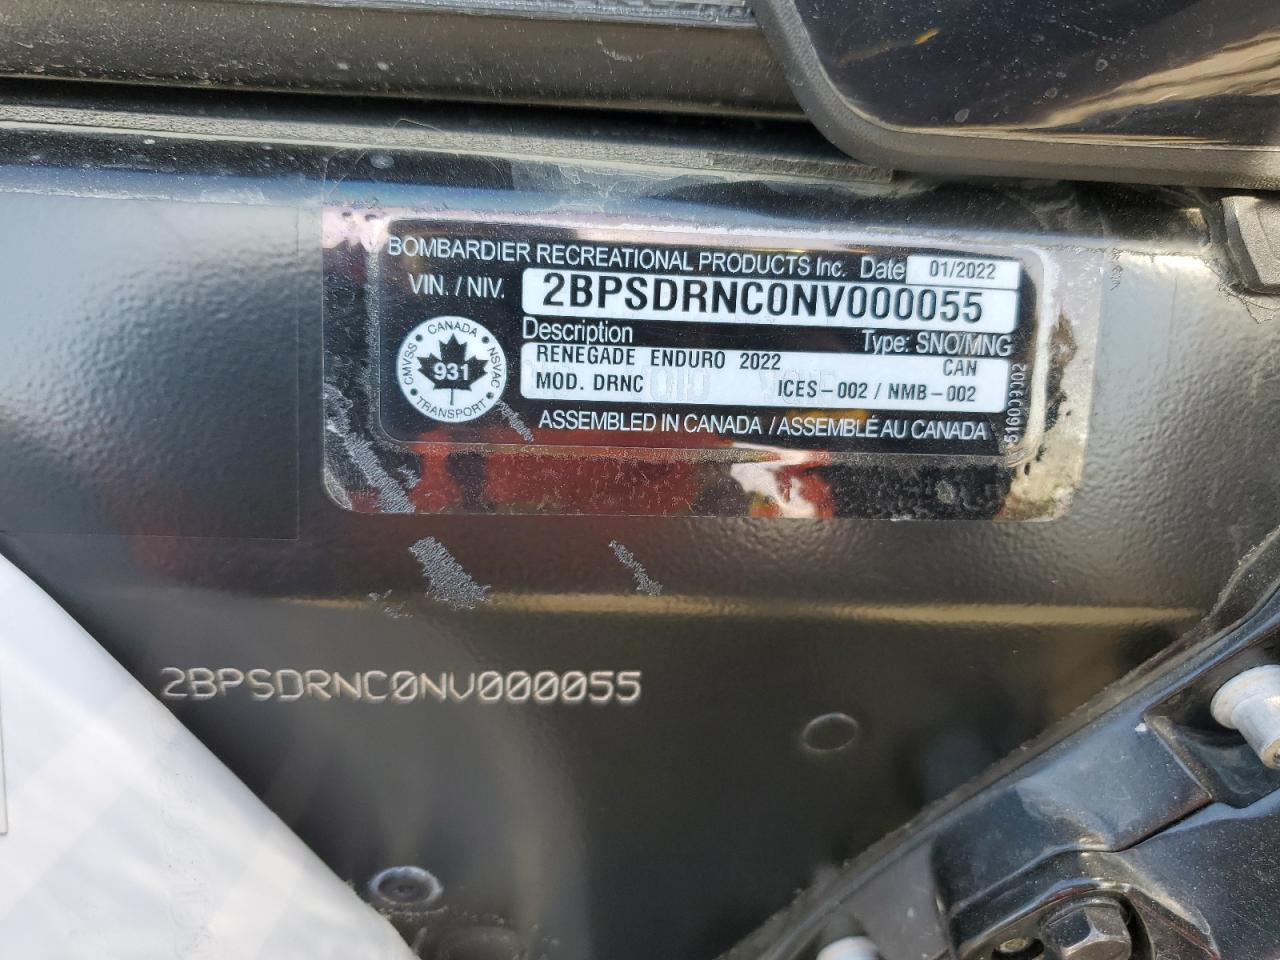 BOMBARDIER RECREATIONAL PRODUCTS Inc. Date 01/2022
VIN. / NIV. 2BPSDRNC0NV000055
Description Type: SNO/MNG
RENEGADE ENDURO 2022 CAN
MOD. DRNC ICES-002 / NMB-002
ASSEMBLED IN CANADA / ASSEMBLÉ AU CANADA
CANADA
CMVSS 931 NSVAC
TRANSPORT
2BPSDRNC0NV000055